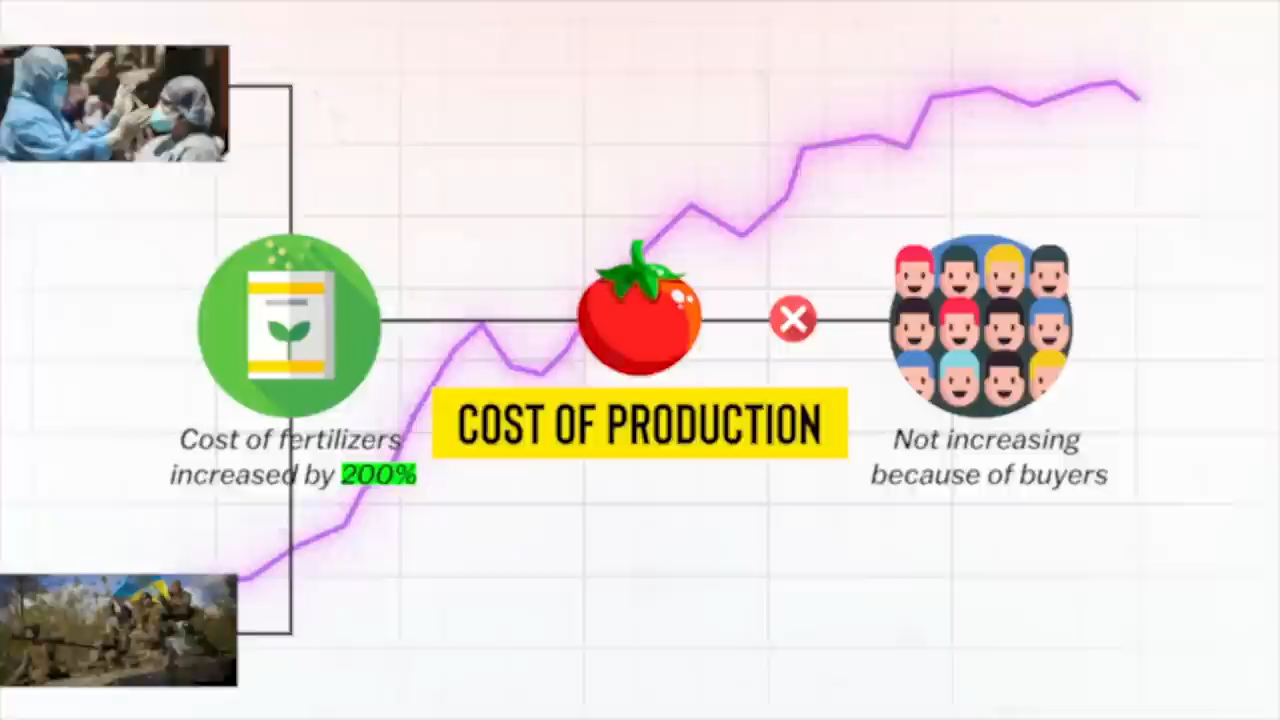 COST OF PRODUCTION
Cost of fertilizers
increased by 200%
Not increasing
because of buyers